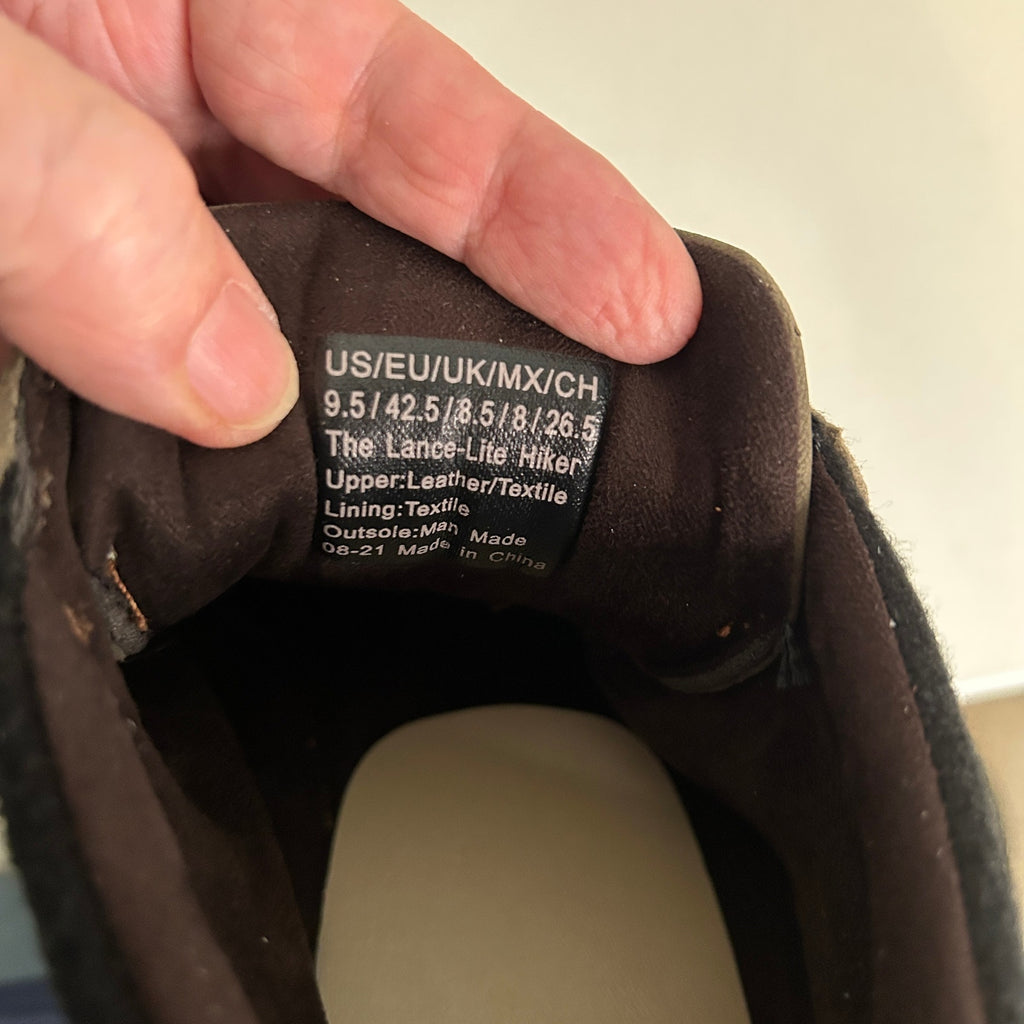 US/EU/UK/MX/CH
9.5/42.5/8.5/8/26.5
The Lance-Lite Hiker
Upper:Leather/Textile
Lining:Textile
Outsole:Man Made
08-21 Made in China